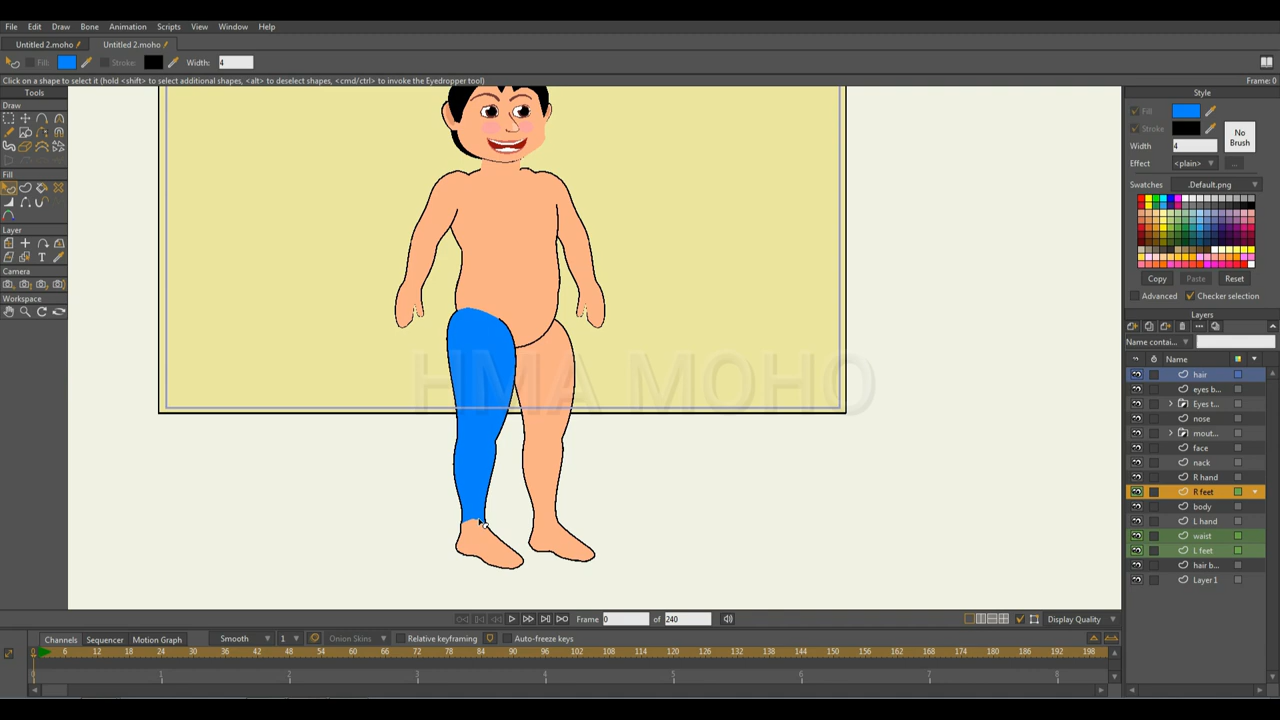 File Edit Draw Bone Animation Scripts View Window Help
Untitled 2.moho Untitled 2.moho
Fill: Stroke: Width: 4
Click on a shape to select it (hold <shift> to select additional shapes, <alt> to deselect shapes, <cmd/ctrl> to invoke the Eyedropper tool) Frame: 0
Tools
Draw
Fill
Layer
Camera
Workspace
Style
Fill
Stroke
Width 4
No Brush
Effect <plain> ...
Swatches .Default.png
Copy Paste Reset
Advanced Checker selection
Layers
Name contai...
Name
hair
eyes b...
Eyes t...
nose
mout...
face
nack
R hand
R feet
body
L hand
waist
L feet
hair b...
Layer 1
HMA MOHO
Frame 0 of 240 Display Quality
Channels Sequencer Motion Graph Smooth 1 Onion Skins Relative keyframing Auto-freeze keys
0 6 12 18 24 30 36 42 48 54 60 66 72 78 84 90 96 102 108 114 120 126 132 138 144 150 156 162 168 174 180 186 192 198
0 1 2 3 4 5 6 7 8